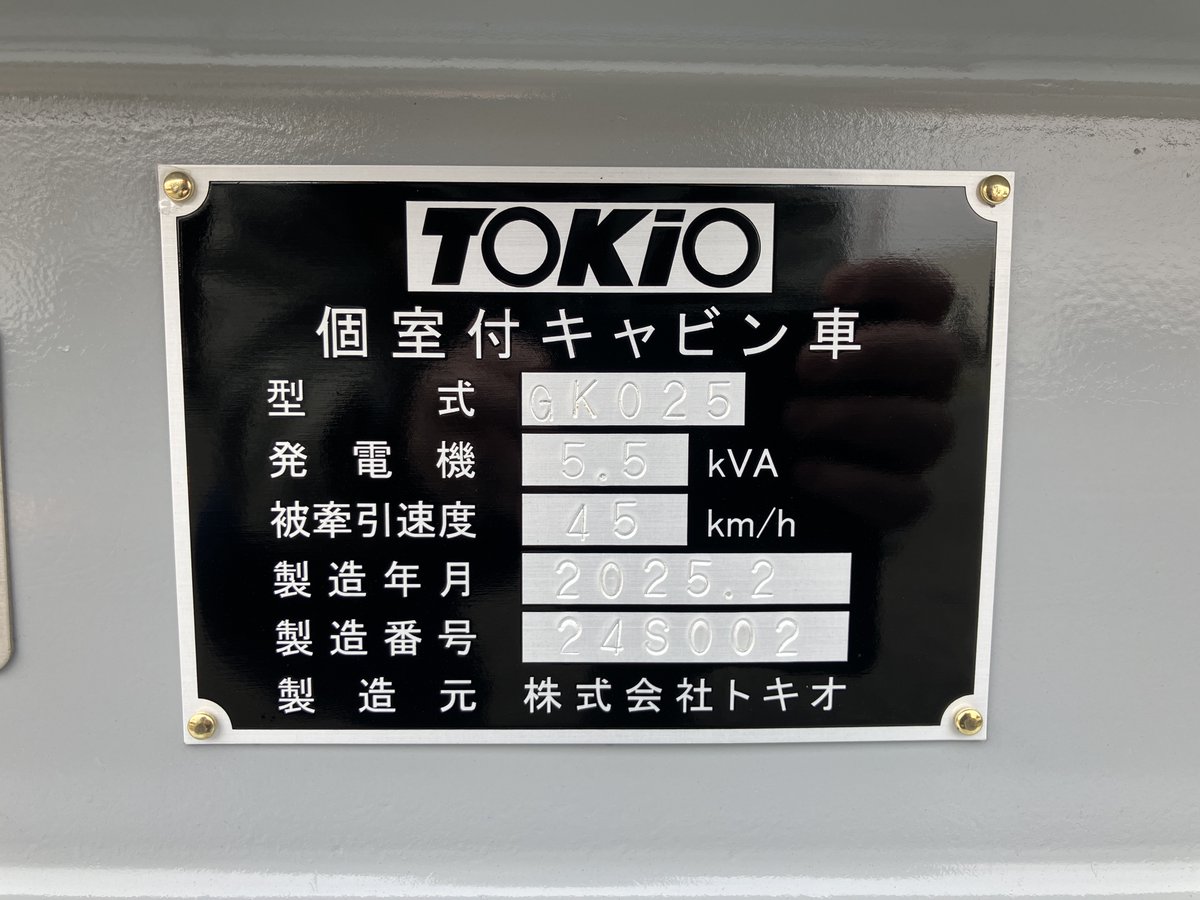 TOKiO
個室付キャビン車
型式 GK025
発電機 5.5 kVA
被牽引速度 45 km/h
製造年月 2025.2
製造番号 24S002
製造元 株式会社トキオ